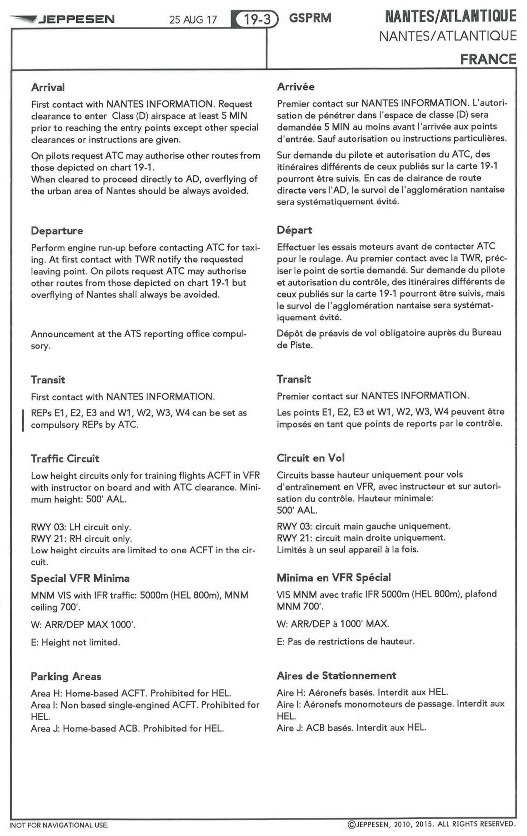 JEPPESEN
25 AUG 17
19-3
GSPRM
NANTES/ATLANTIQUE
NANTES/ATLANTIQUE
FRANCE
Arrival
First contact with NANTES INFORMATION. Request
clearance to enter Class (D) airspace at least 5 MIN
prior to reaching the entry points except other special
clearances or instructions are given.
On pilots request ATC may authorise other routes from
those depicted on chart 19-1.
When cleared to proceed directly to AD, overflying of
the urban area of Nantes should be always avoided.
Departure
Perform engine run-up before contacting ATC for taxi-
ing. At first contact with TWR notify the requested
leaving point. On pilots request ATC may authorise
other routes from those depicted on chart 19-1 but
overflying of Nantes shall always be avoided.
Announcement at the ATS reporting office compul-
sory.
Transit
First contact with NANTES INFORMATION.
REPs E1, E2, E3 and W1, W2, W3, W4 can be set as
compulsory REPs by ATC.
Traffic Circuit
Low height circuits only for training flights ACFT in VFR
with instructor on board and with ATC clearance. Mini-
mum height: 500' AAL.
RWY 03: LH circuit only.
RWY 21: RH circuit only.
Low height circuits are limited to one ACFT in the cir-
cuit.
Special VFR Minima
MNM VIS with IFR traffic: 5000m (HEL 800m), MNM
ceiling 700'.
W: ARR/DEP MAX 1000'.
E: Height not limited.
Parking Areas
Area H: Home-based ACFT. Prohibited for HEL.
Area I: Non based single-engined ACFT. Prohibited for
HEL.
Area J: Home-based ACB. Prohibited for HEL.
Arrivée
Premier contact sur NANTES INFORMATION. L'autori-
sation de pénétrer dans l'espace de classe (D) sera
demandée 5 MIN au moins avant l'arrivée aux points
d'entrée. Sauf autorisation ou instructions particulières.
Sur demande du pilote et autorisation du ATC, des
itinéraires différents de ceux publiés sur la carte 19-1
pourront être suivis. En cas de clairance de route
directe vers l'AD, le survol de l'agglomération nantaise
sera systématiquement évité.
Départ
Effectuer les essais moteurs avant de contacter ATC
pour le roulage. Au premier contact avec la TWR, préc-
iser le point de sortie demandé. Sur demande du pilote
et autorisation du contrôle, des itinéraires différents de
ceux publiés sur la carte 19-1 pourront être suivis, mais
le survol de l'agglomération nantaise sera systémat-
iquement évité.
Dépôt de préavis de vol obligatoire auprès du Bureau
de Piste.
Transit
Premier contact sur NANTES INFORMATION.
Les points E1, E2, E3 et W1, W2, W3, W4 peuvent être
imposés en tant que points de reports par le contrôle.
Circuit en Vol
Circuits basse hauteur uniquement pour vols
d'entraînement en VFR, avec instructeur et sur autori-
sation du contrôle. Hauteur minimale:
500' AAL.
RWY 03: circuit main gauche uniquement.
RWY 21: circuit main droite uniquement.
Limités à un seul appareil à la fois.
Minima en VFR Spécial
VIS MNM avec trafic IFR 5000m (HEL 800m), plafond
MNM 700'.
W: ARR/DEP à 1000' MAX.
E: Pas de restrictions de hauteur.
Aires de Stationnement
Aire H: Aéronefs basés. Interdit aux HEL.
Aire I: Aéronefs monomoteurs de passage. Interdit aux
HEL.
Aire J: ACB basés. Interdit aux HEL.
NOT FOR NAVIGATIONAL USE.
©JEPPESEN, 2010, 2015. ALL RIGHTS RESERVED.